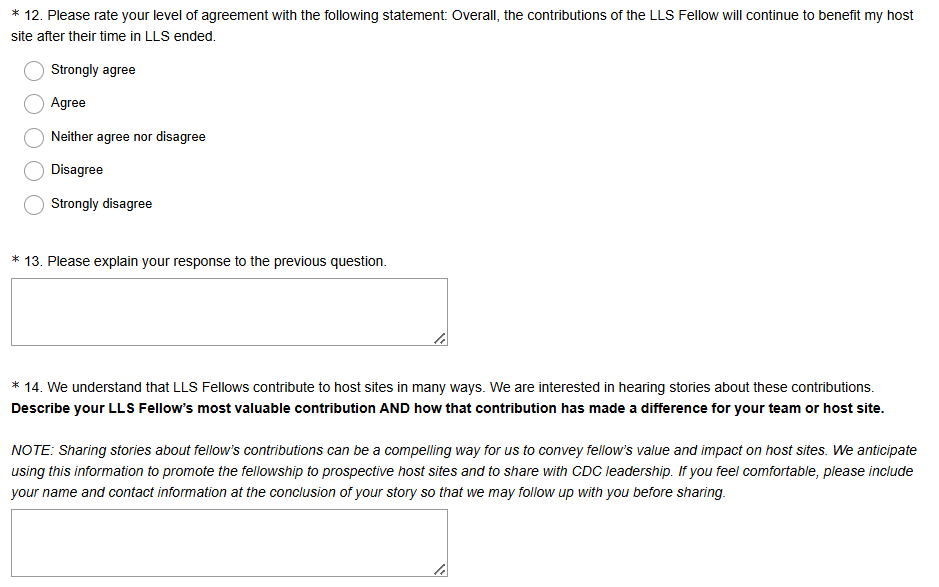 * 12. Please rate your level of agreement with the following statement: Overall, the contributions of the LLS Fellow will continue to benefit my host
site after their time in LLS ended.
Strongly agree
Agree
Neither agree nor disagree
Disagree
Strongly disagree
* 13. Please explain your response to the previous question.
* 14. We understand that LLS Fellows contribute to host sites in many ways. We are interested in hearing stories about these contributions.
Describe your LLS Fellow's most valuable contribution AND how that contribution has made a difference for your team or host site.
NOTE: Sharing stories about fellow's contributions can be a compelling way for us to convey fellow's value and impact on host sites. We anticipate
using this information to promote the fellowship to prospective host sites and to share with CDC leadership. If you feel comfortable, please include
your name and contact information at the conclusion of your story so that we may follow up with you before sharing.